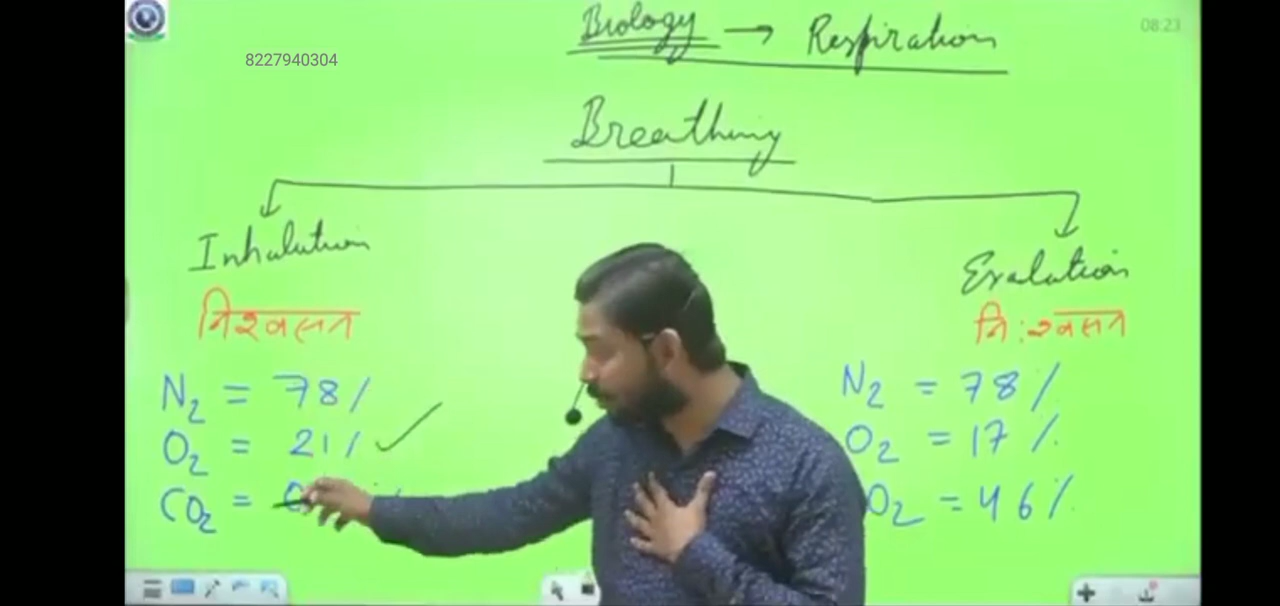 Biology → Respiration
08:23
8227940304
Breathing
Inhalation
Exalation
निश्वसन
नि:श्वसन
N2 = 78%
N2 = 78%
O2 = 21% ✓
O2 = 17%
CO2 =
O2 = 46%